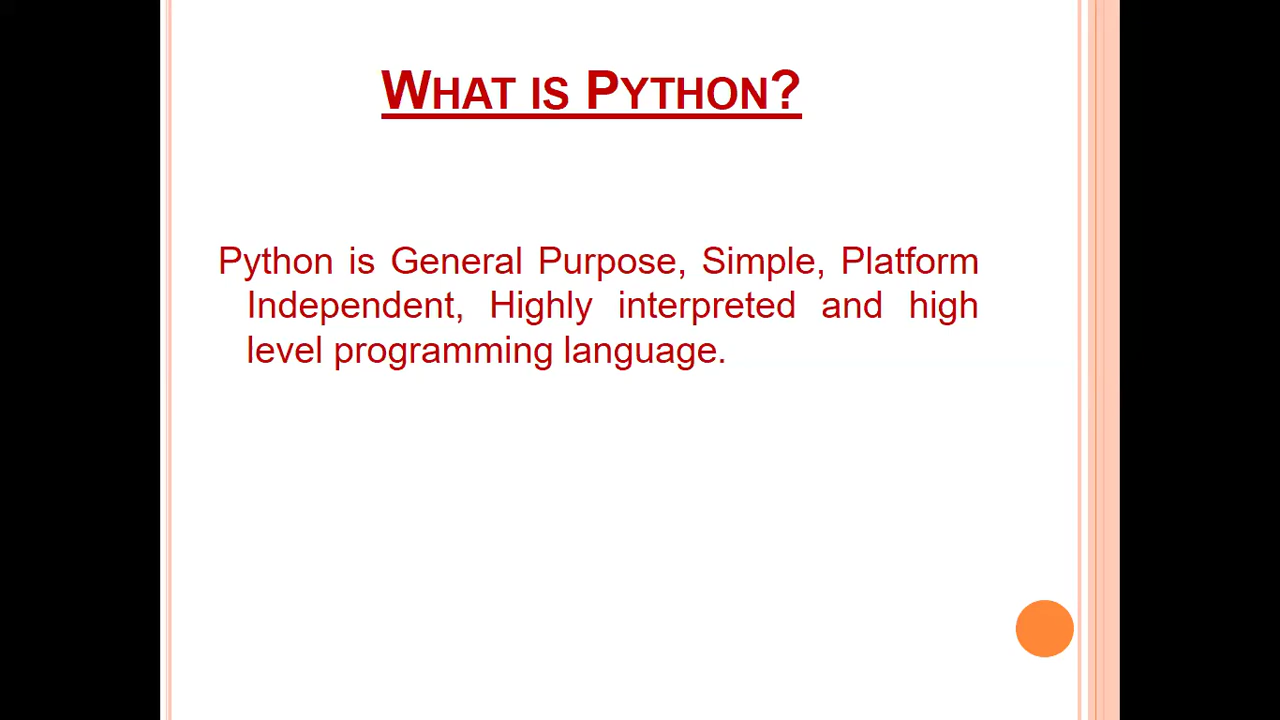 What is Python?
Python is General Purpose, Simple, Platform
Independent, Highly interpreted and high
level programming language.